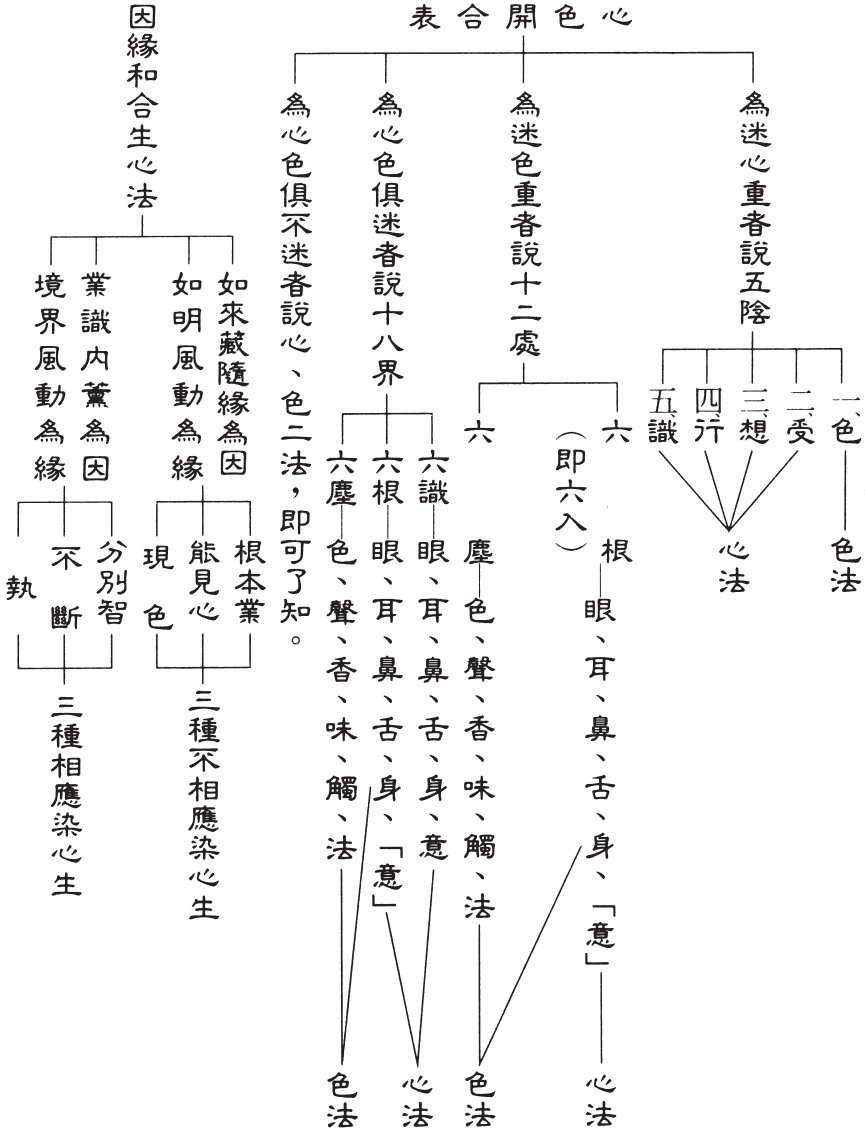 心色開合表
為迷心重者說五陰
一、色
二、受
三、想
四、行
五、識
色法
心法
為迷色重者說十二處
六根
（即六入）
眼、耳、鼻、舌、身、「意」
心法
六塵
色、聲、香、味、觸、法
色法
為心色俱迷者說十八界
六識
眼、耳、鼻、舌、身、意
六根
眼、耳、鼻、舌、身、「意」
六塵
色、聲、香、味、觸、法
心法
色法
為心色俱不迷者說心、色二法，即可了知。
因緣和合生心法
如來藏隨緣為因
如明風動為緣
根本業
能見心
現色
三種不相應染心生
業識內薰為因
境界風動為緣
分別智
不斷
執
三種相應染心生